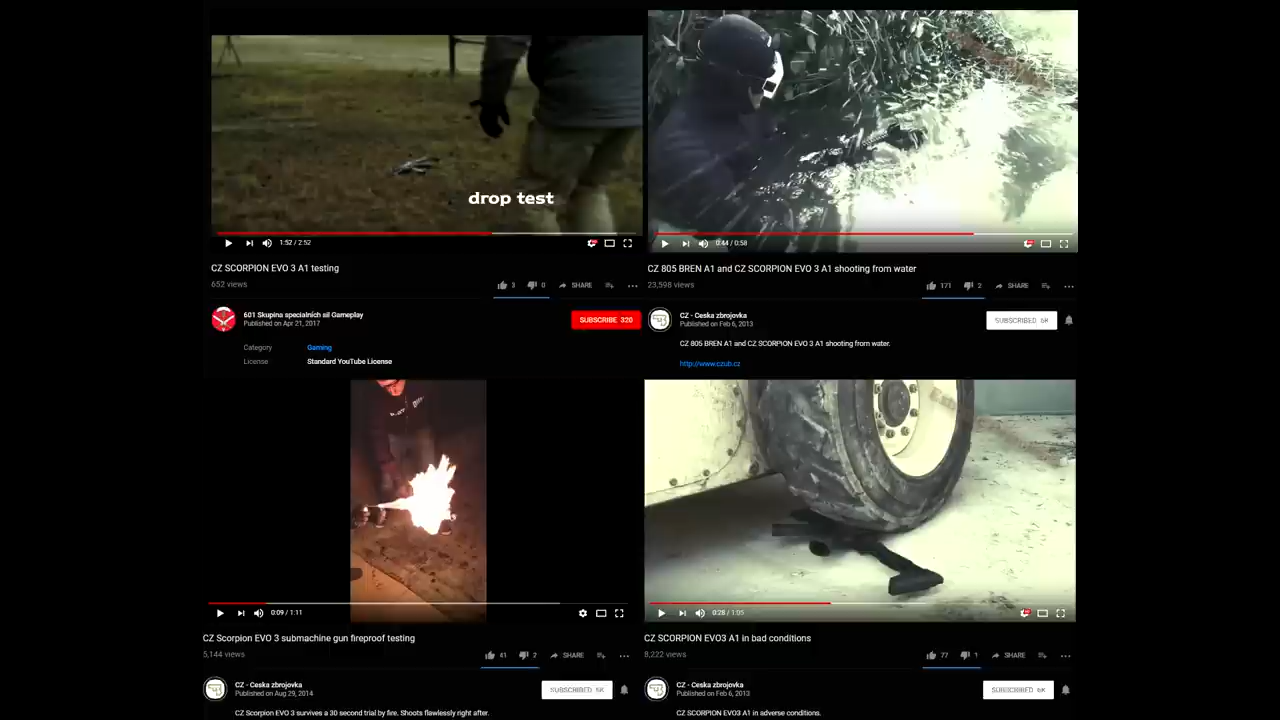 drop test
1:52 / 2:52
CZ SCORPION EVO 3 A1 testing
652 views
3
0
SHARE
601 Skupina specialnich sil Gameplay
Published on Apr 21, 2017
SUBSCRIBE 320
Category
Gaming
License
Standard YouTube License
0:44 / 0:58
CZ 805 BREN A1 and CZ SCORPION EVO 3 A1 shooting from water
23,598 views
171
2
SHARE
CZ - Ceska zbrojovka
Published on Feb 6, 2013
SUBSCRIBED 6K
CZ 805 BREN A1 and CZ SCORPION EVO 3 A1 shooting from water.
http://www.czub.cz
0:09 / 1:11
CZ Scorpion EVO 3 submachine gun fireproof testing
5,144 views
41
2
SHARE
CZ - Ceska zbrojovka
Published on Aug 29, 2014
SUBSCRIBED 6K
CZ Scorpion EVO 3 survives a 30 second trial by fire. Shoots flawlessly right after.
0:28 / 1:05
CZ SCORPION EVO3 A1 in bad conditions
8,222 views
77
1
SHARE
CZ - Ceska zbrojovka
Published on Feb 6, 2013
SUBSCRIBED 6K
CZ SCORPION EVO3 A1 in adverse conditions.